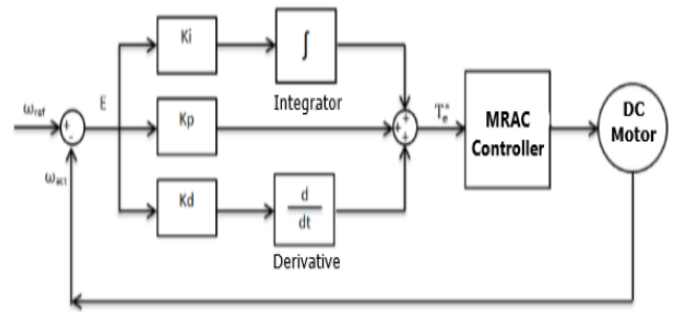 Ki
∫
Integrator
ωref
+
-
E
Kp
+
+
+
Te*
MRAC
Controller
DC
Motor
ωact
Kd
d
dt
Derivative